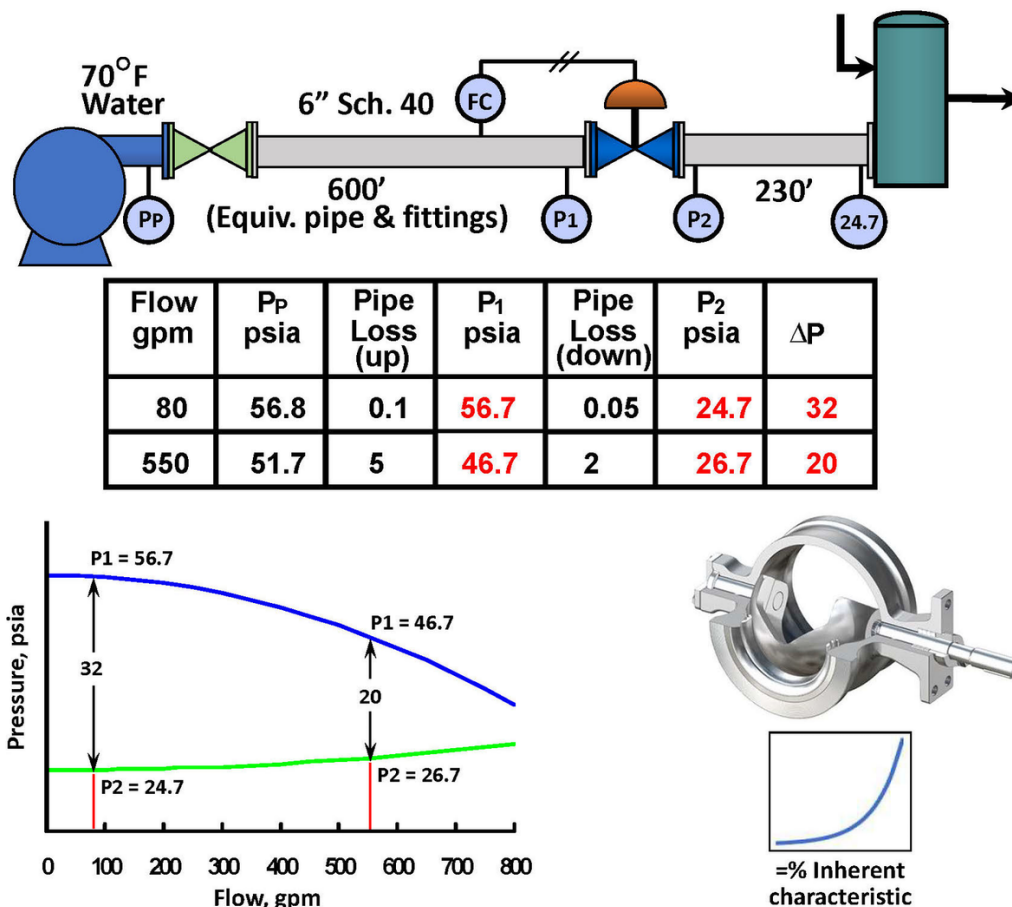 70°F
Water
6” Sch. 40
FC
600’
(Equiv. pipe & fittings)
230’
PP
P1
P2
24.7
Flow gpm
PP psia
Pipe Loss (up)
P1 psia
Pipe Loss (down)
P2 psia
ΔP
80 56.8 0.1 56.7 0.05 24.7 32
550 51.7 5 46.7 2 26.7 20
Pressure, psia
P1 = 56.7
P1 = 46.7
32
20
P2 = 24.7
P2 = 26.7
0 100 200 300 400 500 600 700 800
Flow, gpm
=% Inherent
characteristic